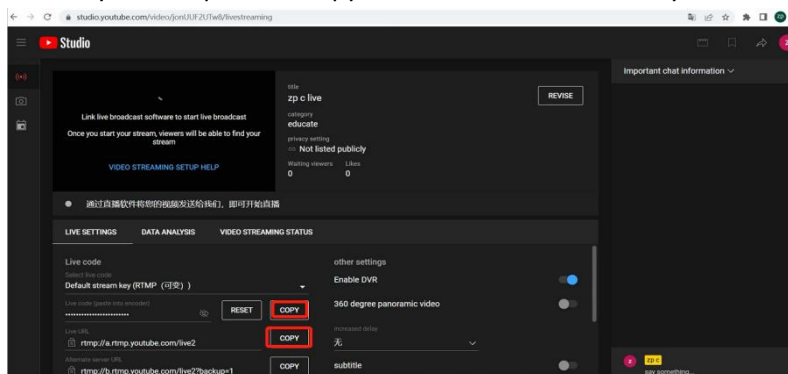 studio.youtube.com/video/jonUUF2UTw8/livestreaming
Studio
Important chat information
Link live broadcast software to start live broadcast
Once you start your stream, viewers will be able to find your
stream
VIDEO STREAMING SETUP HELP
title
zp c live
REVISE
category
educate
privacy setting
Not listed publicly
Waiting viewers Likes
0 0
通过直播软件将您的视频发送给我们，即可开始直播
LIVE SETTINGS DATA ANALYSIS VIDEO STREAMING STATUS
Live code
Select live code
Default stream key (RTMP （可变） )
Live code (paste into encoder)
RESET COPY
Live URL
rtmp://a.rtmp.youtube.com/live2 COPY
Alternate server URL
rtmp://b.rtmp.youtube.com/live2?backup=1 COPY
other settings
Enable DVR
360 degree panoramic video
increased delay
无
subtitle
z zp c
say something...